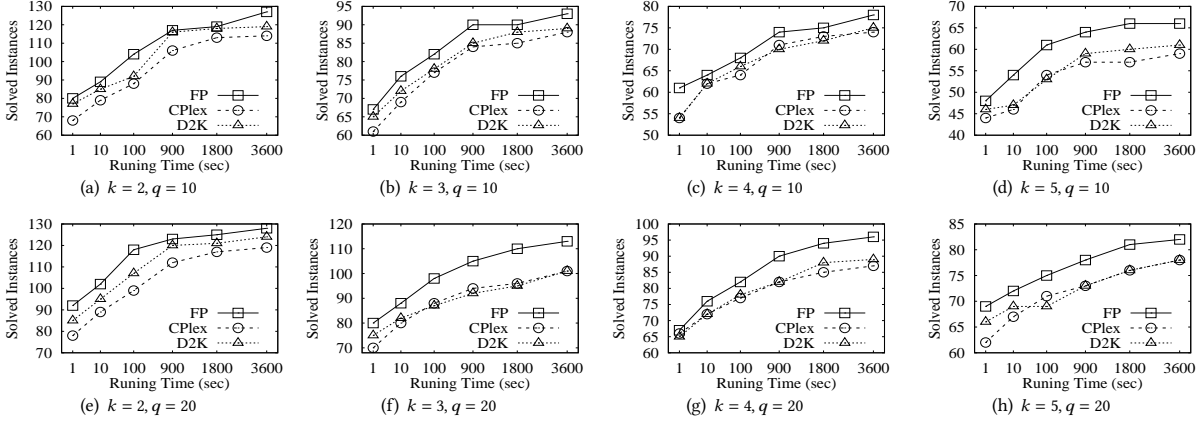 Solved Instances
130
120
110
100
90
80
70
60
1 10 100 900 1800 3600
Runing Time (sec)
FP
CPlex
D2K
(a) k = 2, q = 10
Solved Instances
95
90
85
80
75
70
65
60
1 10 100 900 1800 3600
Runing Time (sec)
FP
CPlex
D2K
(b) k = 3, q = 10
Solved Instances
80
75
70
65
60
55
50
1 10 100 900 1800 3600
Runing Time (sec)
FP
CPlex
D2K
(c) k = 4, q = 10
Solved Instances
70
65
60
55
50
45
40
1 10 100 900 1800 3600
Runing Time (sec)
FP
CPlex
D2K
(d) k = 5, q = 10
Solved Instances
130
120
110
100
90
80
70
1 10 100 900 1800 3600
Runing Time (sec)
FP
CPlex
D2K
(e) k = 2, q = 20
Solved Instances
120
110
100
90
80
70
1 10 100 900 1800 3600
Runing Time (sec)
FP
CPlex
D2K
(f) k = 3, q = 20
Solved Instances
100
95
90
85
80
75
70
65
60
1 10 100 900 1800 3600
Runing Time (sec)
FP
CPlex
D2K
(g) k = 4, q = 20
Solved Instances
85
80
75
70
65
60
1 10 100 900 1800 3600
Runing Time (sec)
FP
CPlex
D2K
(h) k = 5, q = 20